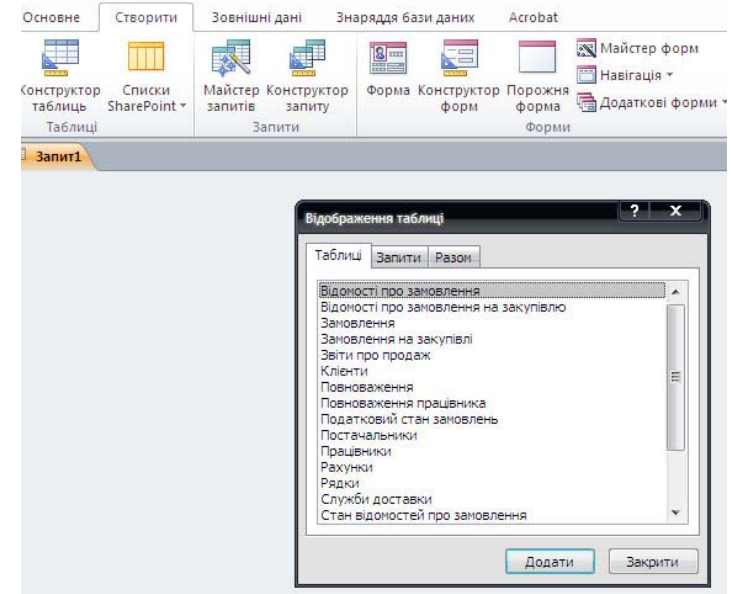 Основне Створити Зовнішні дані Знаряддя бази даних Acrobat
Конструктор таблиць
Списки SharePoint
Майстер запитів
Конструктор запиту
Форма
Конструктор форм
Порожня форма
Майстер форм
Навігація
Додаткові форми
Таблиці Запити Форми
Запит1
Відображення таблиці ? x
Таблиці Запити Разом
Відомості про замовлення
Відомості про замовлення на закупівлю
Замовлення
Замовлення на закупівлі
Звіти про продаж
Клієнти
Повноваження
Повноваження працівника
Податковий стан замовлень
Постачальники
Працівники
Рахунки
Рядки
Служби доставки
Стан відомостей про замовлення
Додати Закрити